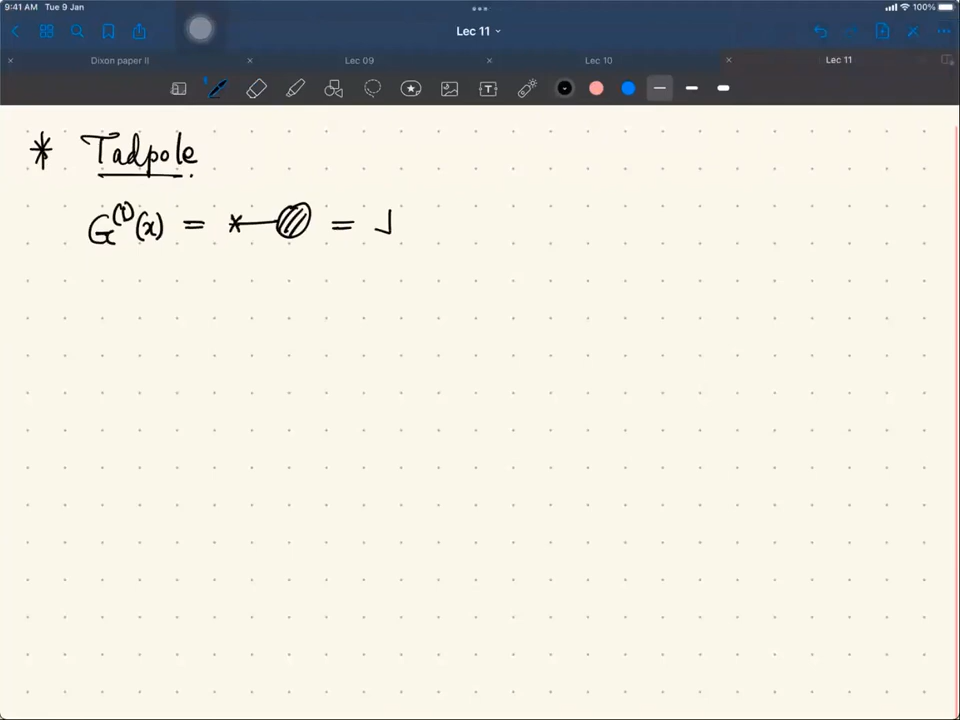 9:41 AM Tue 9 Jan
100%
Lec 11
Dixon paper II
Lec 09
Lec 10
Lec 11
* Tadpole
G⁽¹⁾(x) = =